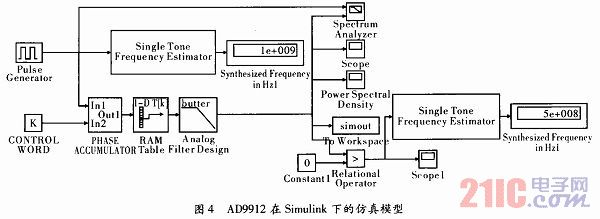 Pulse
Generator
Single Tone
Frequency Estimator
1e+009
Synthesized Frequency
in Hz1
Spectrum
Analyzer
Scope
Power Spectral
Density
K
CONTROL
WORD
In1
Out1
In2
PHASE
ACCUMULATOR
1-D T[k]
RAM
Table
butter
Analog
Filter Design
simout
To Workspace
0
Constant1
>
Relational
Operator
Scope1
Single Tone
Frequency Estimator
5e+008
Synthesized Frequency
in Hz1
图 4 AD9912 在 Simulink 下的仿真模型
21IC电子网
.com